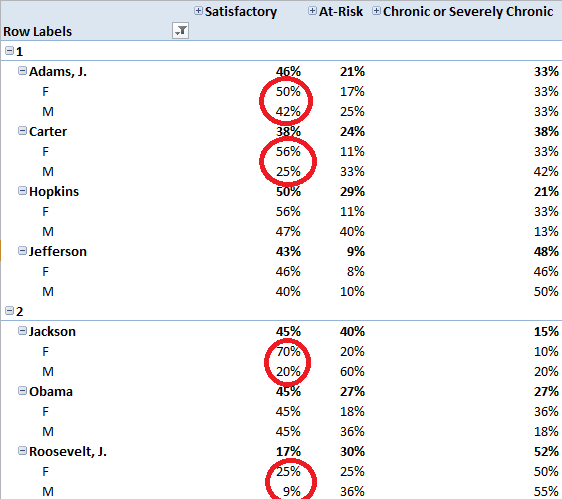 Satisfactory At-Risk Chronic or Severely Chronic
Row Labels
1
Adams, J. 46% 21% 33%
F 50% 17% 33%
M 42% 25% 33%
Carter 38% 24% 38%
F 56% 11% 33%
M 25% 33% 42%
Hopkins 50% 29% 21%
F 56% 11% 33%
M 47% 40% 13%
Jefferson 43% 9% 48%
F 46% 8% 46%
M 40% 10% 50%
2
Jackson 45% 40% 15%
F 70% 20% 10%
M 20% 60% 20%
Obama 45% 27% 27%
F 45% 18% 36%
M 45% 36% 18%
Roosevelt, J. 17% 30% 52%
F 25% 25% 50%
M 9% 36% 55%